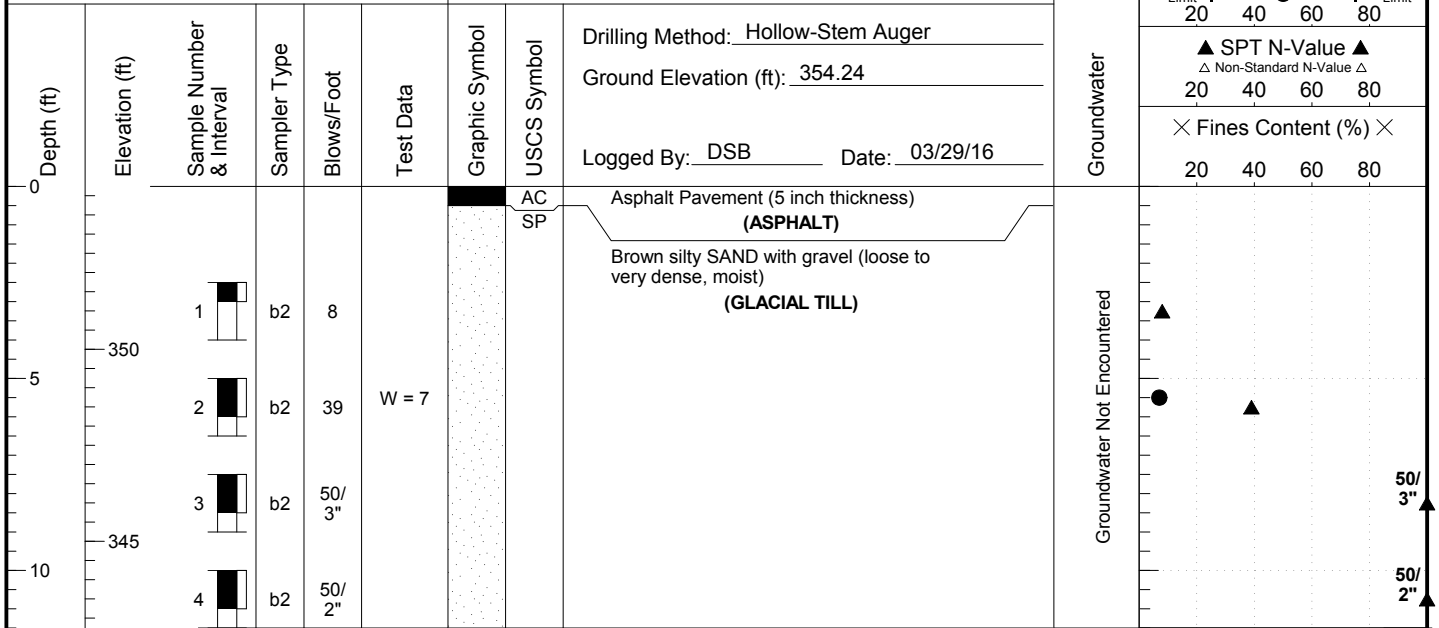 Limit Limit
20 40 60 80
▲ SPT N-Value ▲
△ Non-Standard N-Value △
20 40 60 80
× Fines Content (%) ×
20 40 60 80
Depth (ft)
Elevation (ft)
Sample Number
& Interval
Sampler Type
Blows/Foot
Test Data
Graphic Symbol
USCS Symbol
Drilling Method: Hollow-Stem Auger
Ground Elevation (ft): 354.24
Logged By: DSB Date: 03/29/16
Groundwater
0
AC
SP
Asphalt Pavement (5 inch thickness)
(ASPHALT)
Brown silty SAND with gravel (loose to
very dense, moist)
(GLACIAL TILL)
1 b2 8
350
5
2 b2 39 W = 7
3 b2 50/
3"
345
10
4 b2 50/
2"
Groundwater Not Encountered
50/
3"
50/
2"